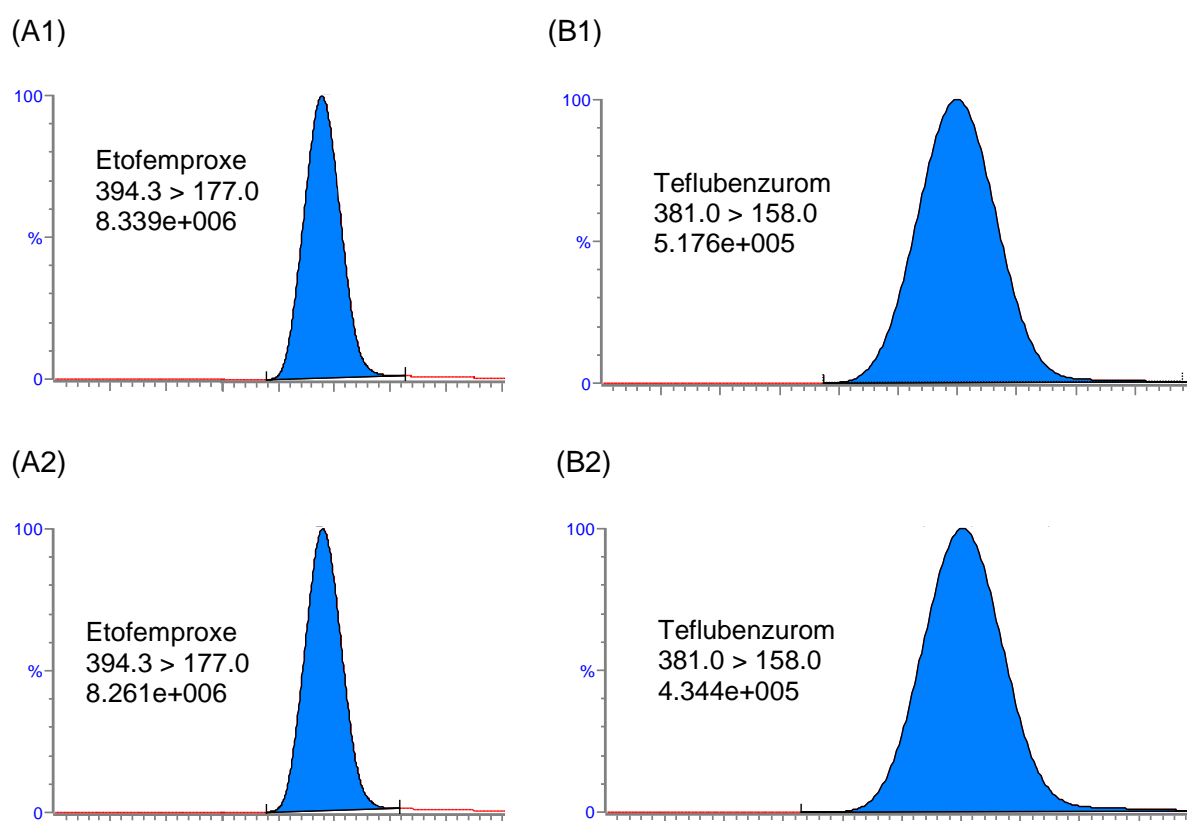 (A1)
100
%
0
Etofemproxe
394.3 > 177.0
8.339e+006
(B1)
100
%
0
Teflubenzurom
381.0 > 158.0
5.176e+005
(A2)
100
%
0
Etofemproxe
394.3 > 177.0
8.261e+006
(B2)
100
%
0
Teflubenzurom
381.0 > 158.0
4.344e+005